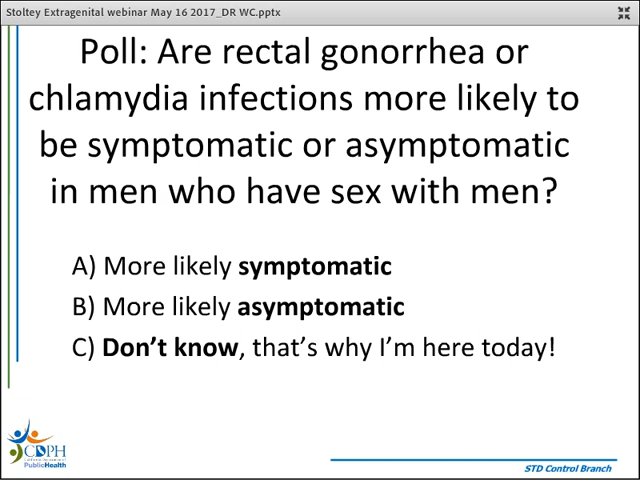 Stoltey Extragenital webinar May 16 2017_DR WC.pptx
Poll: Are rectal gonorrhea or
chlamydia infections more likely to
be symptomatic or asymptomatic
in men who have sex with men?
A) More likely symptomatic
B) More likely asymptomatic
C) Don’t know, that’s why I’m here today!
CDPH
PublicHealth
STD Control Branch